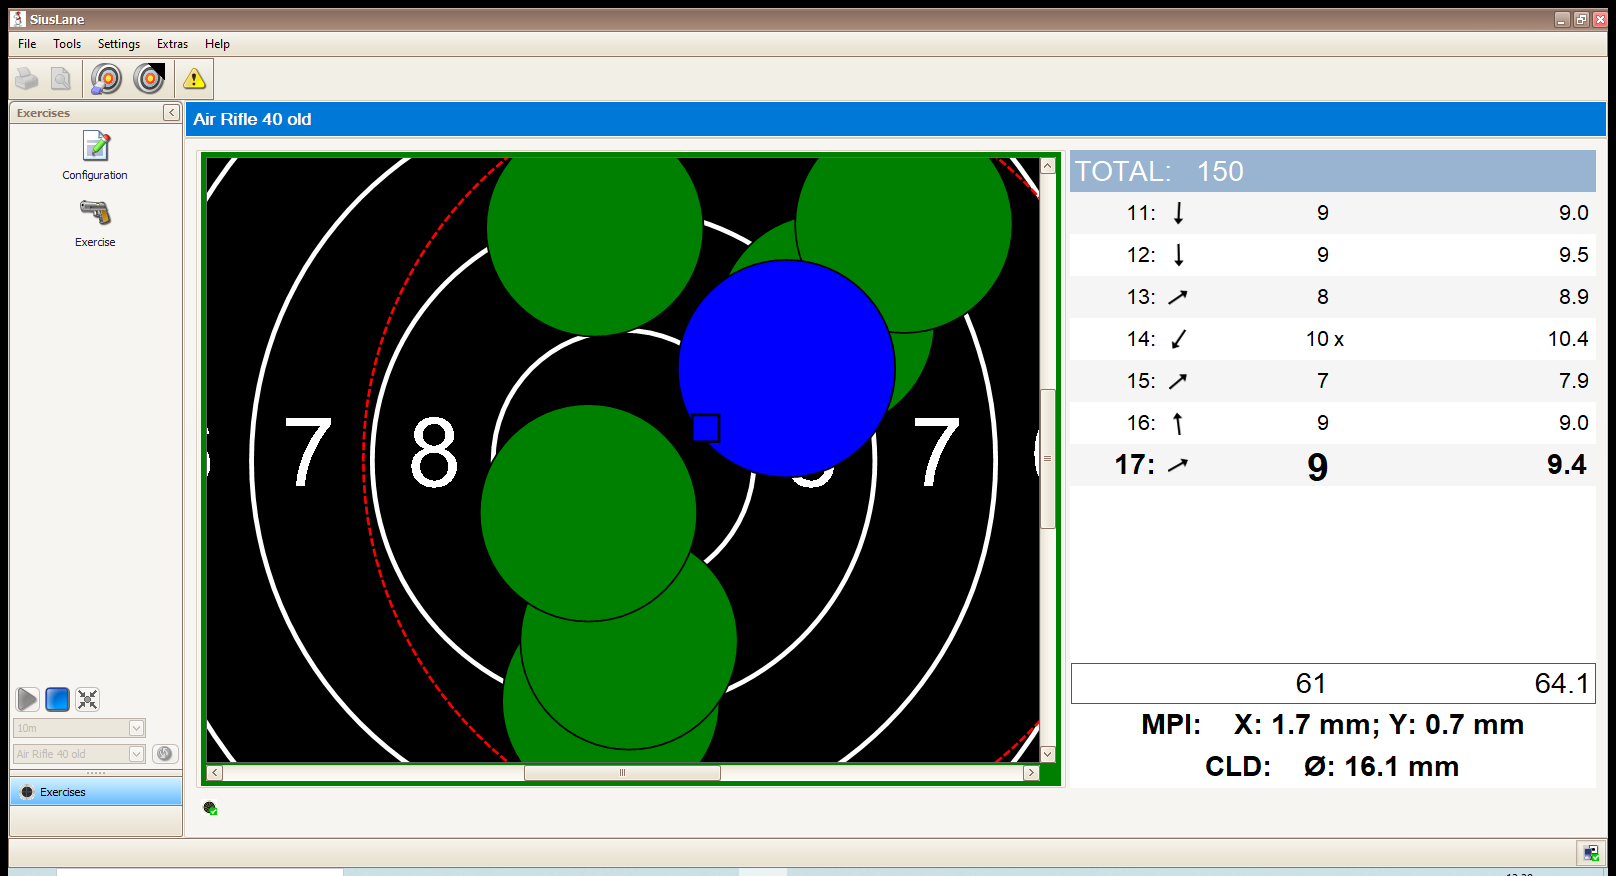 SiusLane
File Tools Settings Extras Help
Exercises
Configuration
Exercise
10m
Air Rifle 40 old
Exercises
Air Rifle 40 old
7 8 9 7
TOTAL: 150
11: 9 9.0
12: 9 9.5
13: 8 8.9
14: 10 x 10.4
15: 7 7.9
16: 9 9.0
17: 9 9.4
61 64.1
MPI: X: 1.7 mm; Y: 0.7 mm
CLD: Ø: 16.1 mm